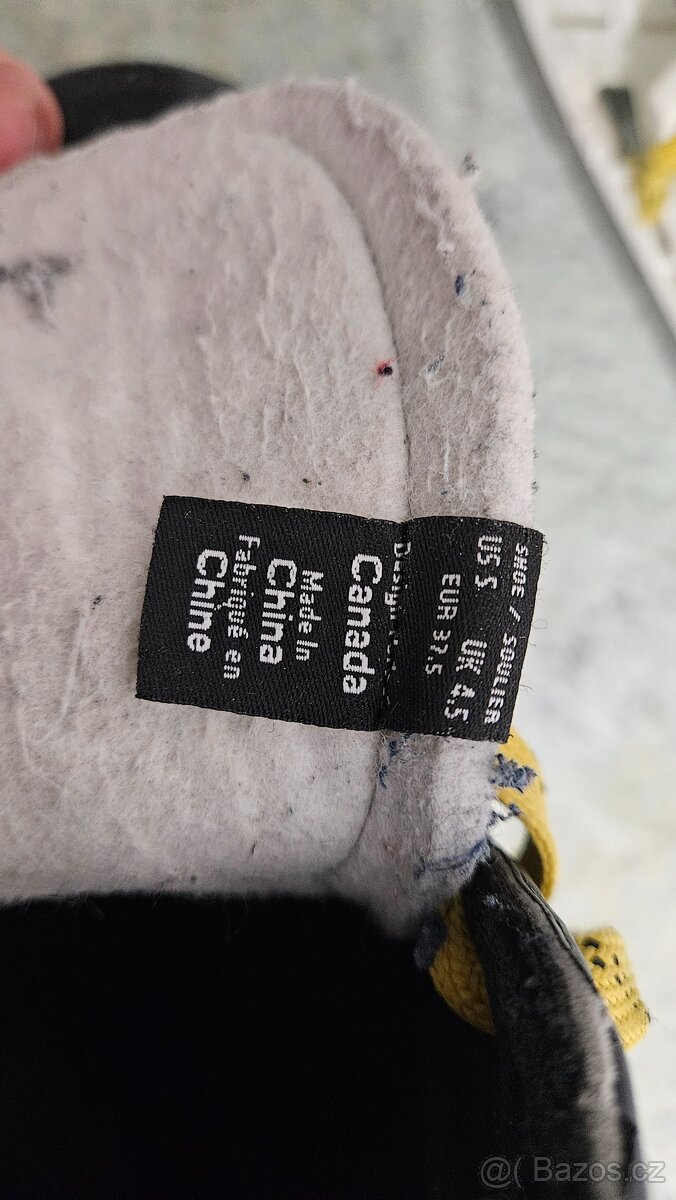 SHOE / SOULIER
US 5 UK 4.5
EUR 37.5
Canada
Made In
China
Fabriqué en
Chine
@( Bazos.cz